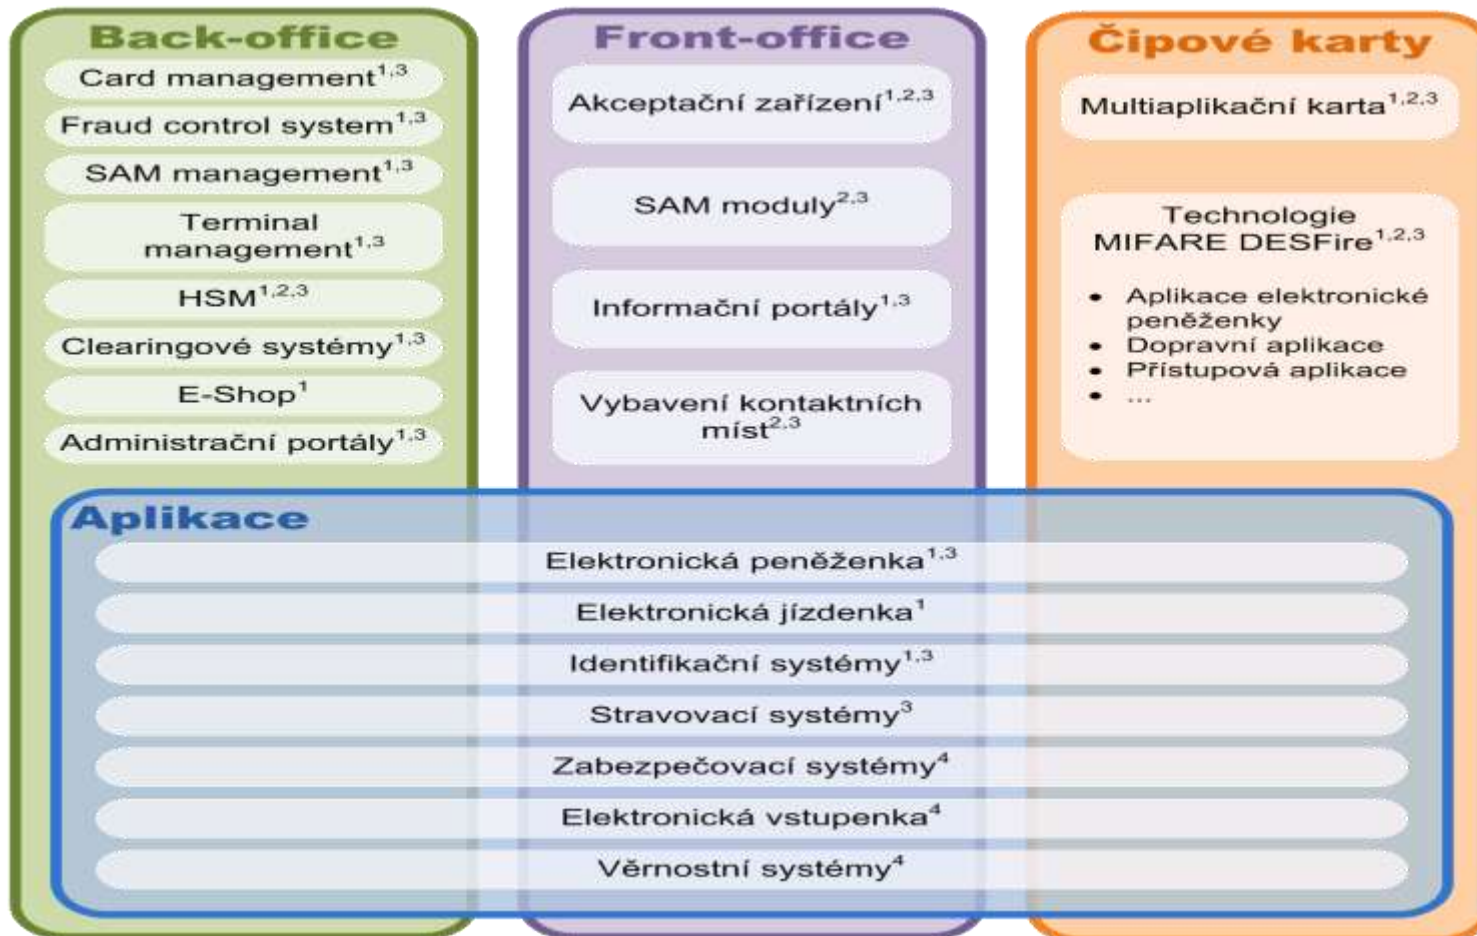 Back-office
Card management1,3
Fraud control system1,3
SAM management1,3
Terminal
management1,3
HSM1,2,3
Clearingové systémy1,3
E-Shop1
Administrační portály1,3
Front-office
Akceptační zařízení1,2,3
SAM moduly2,3
Informační portály1,3
Vybavení kontaktních
míst2,3
Čipové karty
Multiaplikační karta1,2,3
Technologie
MIFARE DESFire1,2,3
• Aplikace elektronické
peněženky
• Dopravní aplikace
• Přístupová aplikace
• ...
Aplikace
Elektronická peněženka1,3
Elektronická jízdenka1
Identifikační systémy1,3
Stravovací systémy3
Zabezpečovací systémy4
Elektronická vstupenka4
Věrnostní systémy4